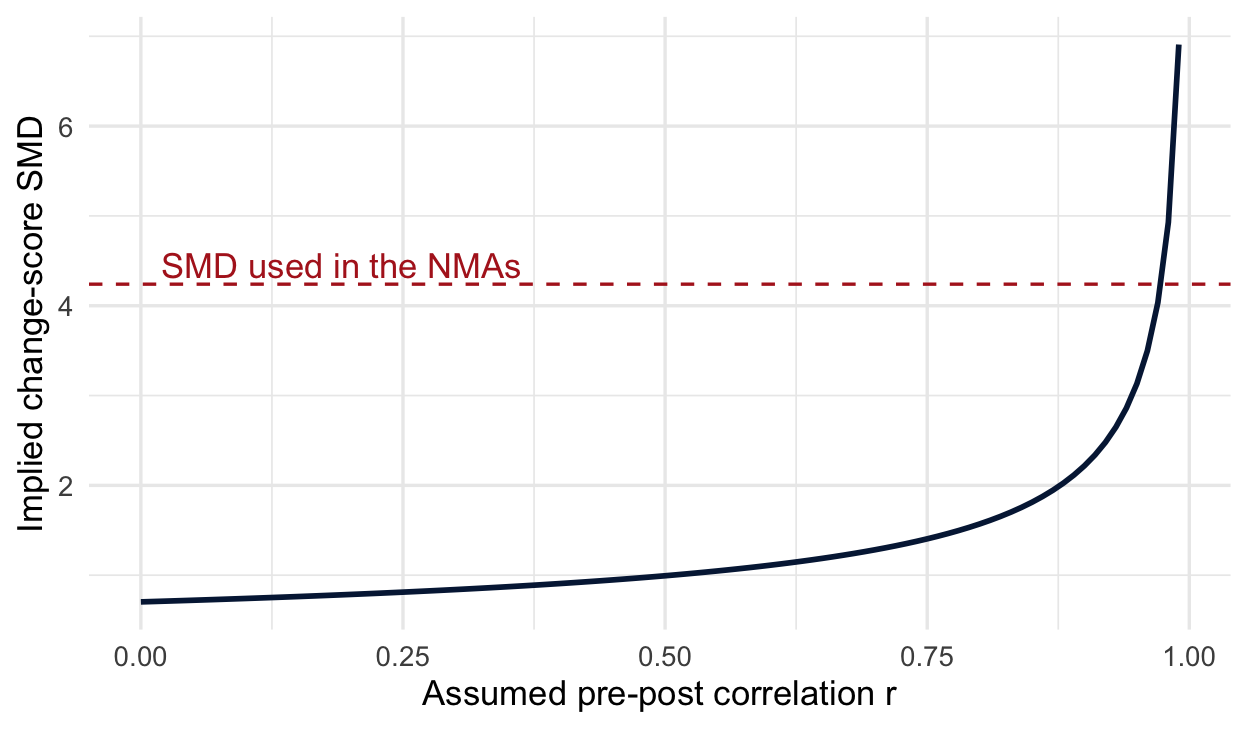 Implied change-score SMD
6
4
2
SMD used in the NMAs
0.00 0.25 0.50 0.75 1.00
Assumed pre-post correlation r